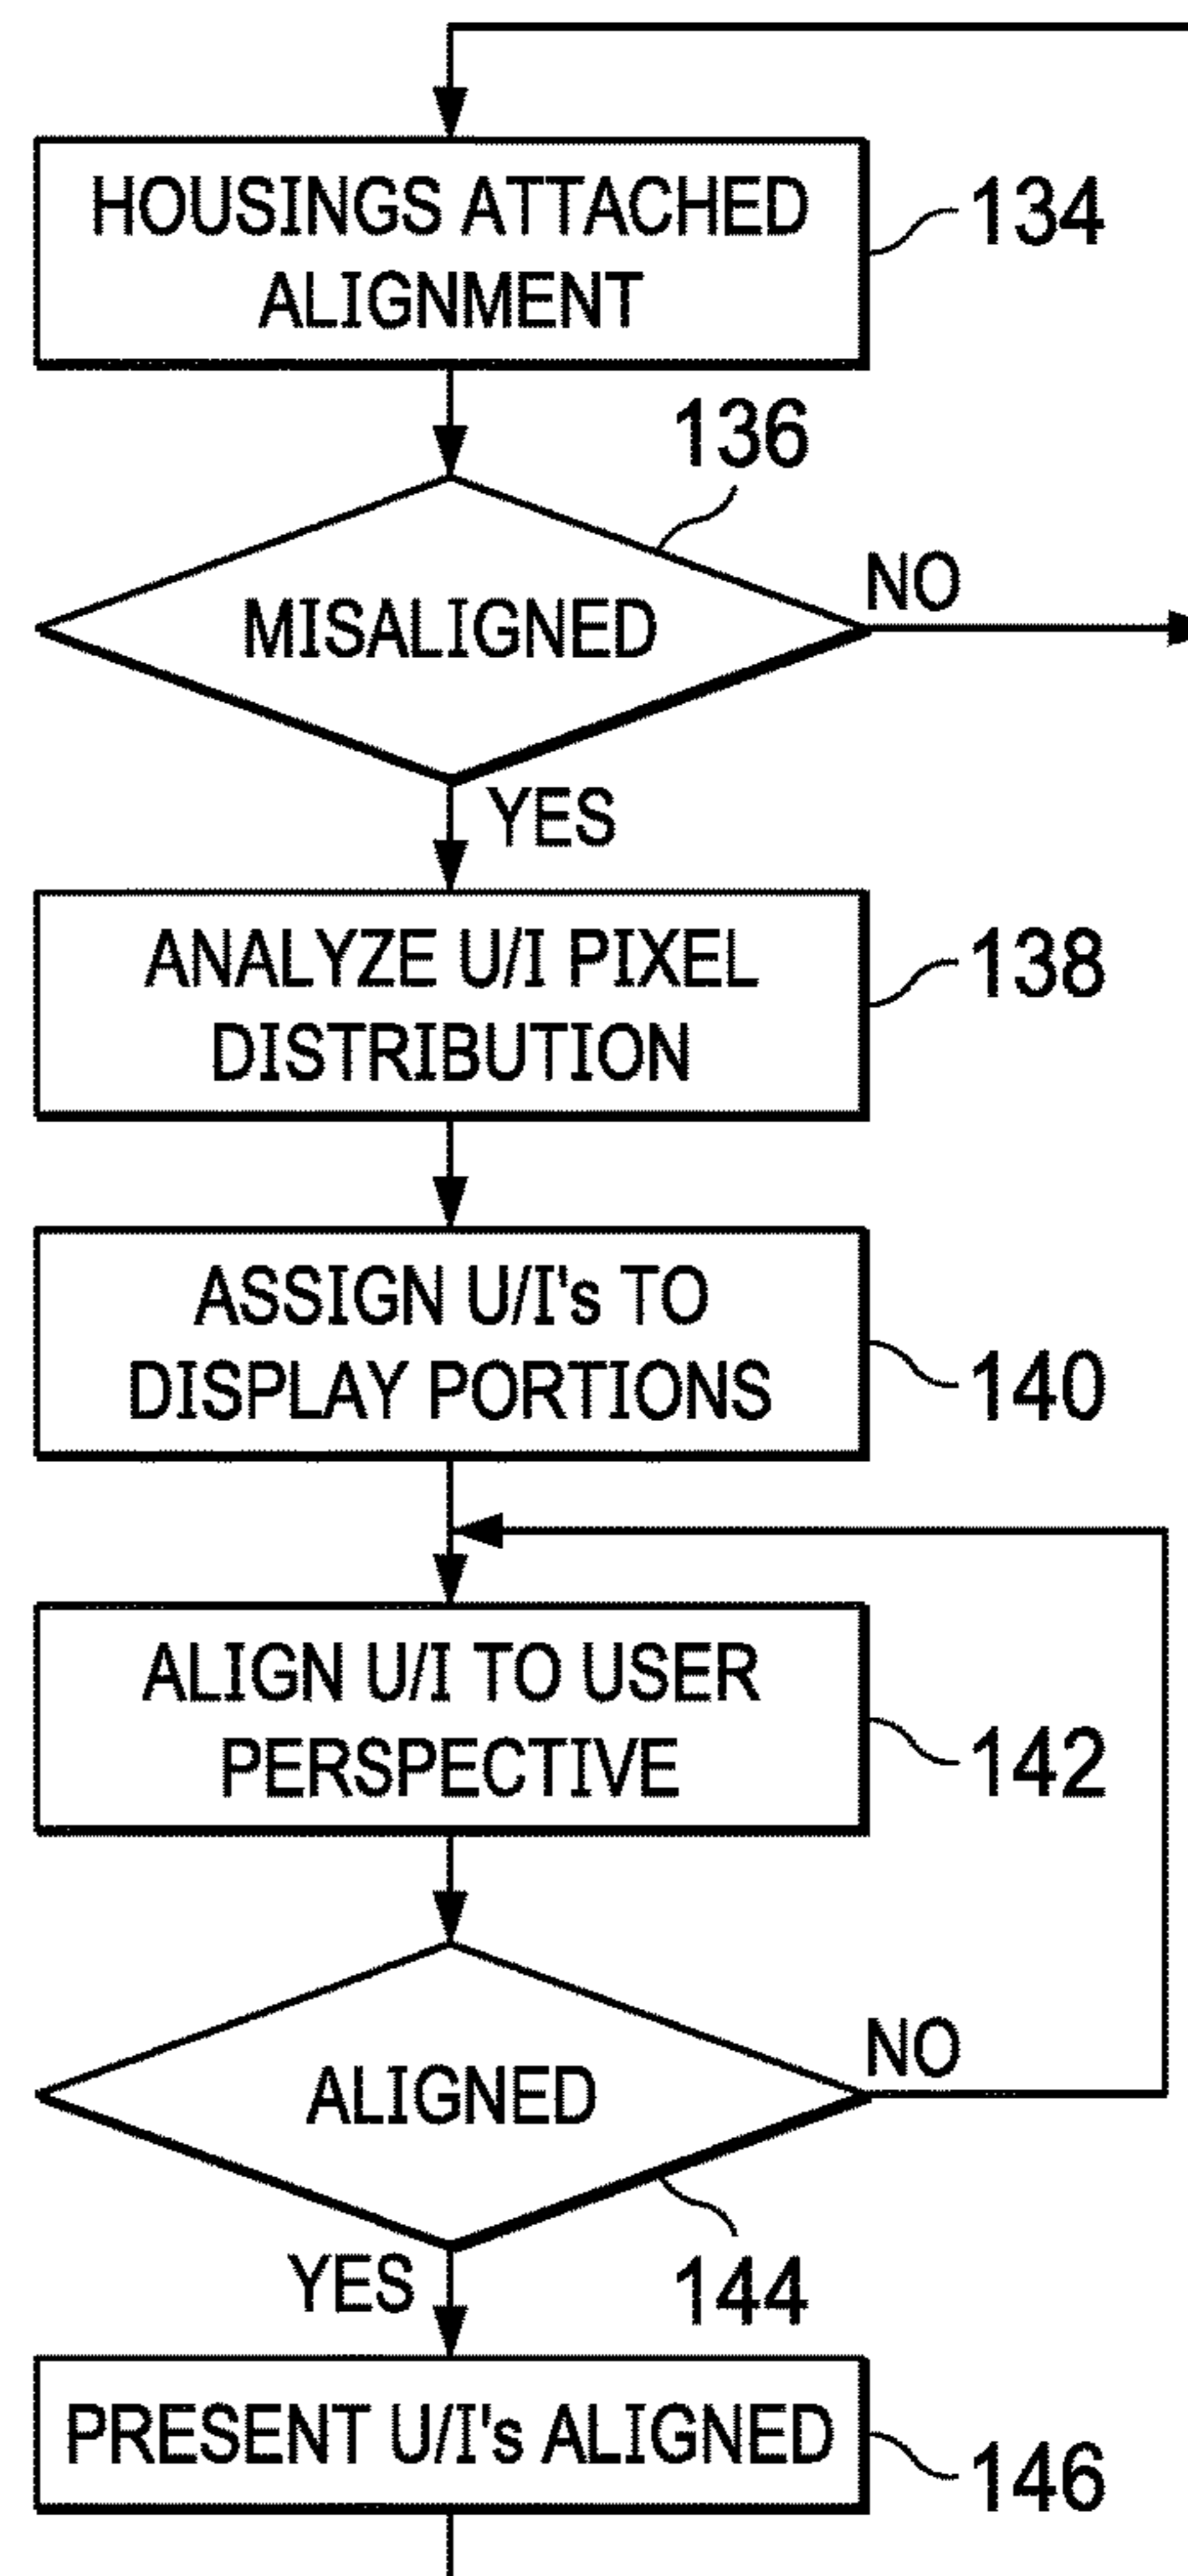 HOUSINGS ATTACHED
ALIGNMENT
134
136
MISALIGNED
NO
YES
ANALYZE U/I PIXEL
DISTRIBUTION
138
ASSIGN U/I's TO
DISPLAY PORTIONS
140
ALIGN U/I TO USER
PERSPECTIVE
142
ALIGNED
NO
YES
144
PRESENT U/I's ALIGNED
146